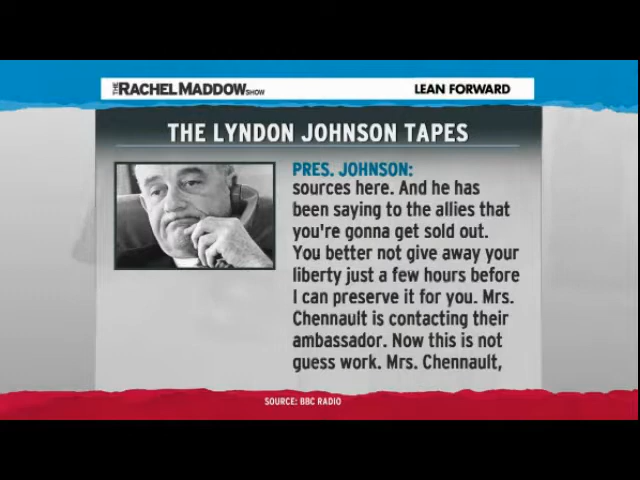 THE RACHEL MADDOW SHOW
LEAN FORWARD
THE LYNDON JOHNSON TAPES
PRES. JOHNSON:
sources here. And he has
been saying to the allies that
you're gonna get sold out.
You better not give away your
liberty just a few hours before
I can preserve it for you. Mrs.
Chennault is contacting their
ambassador. Now this is not
guess work. Mrs. Chennault,
SOURCE: BBC RADIO